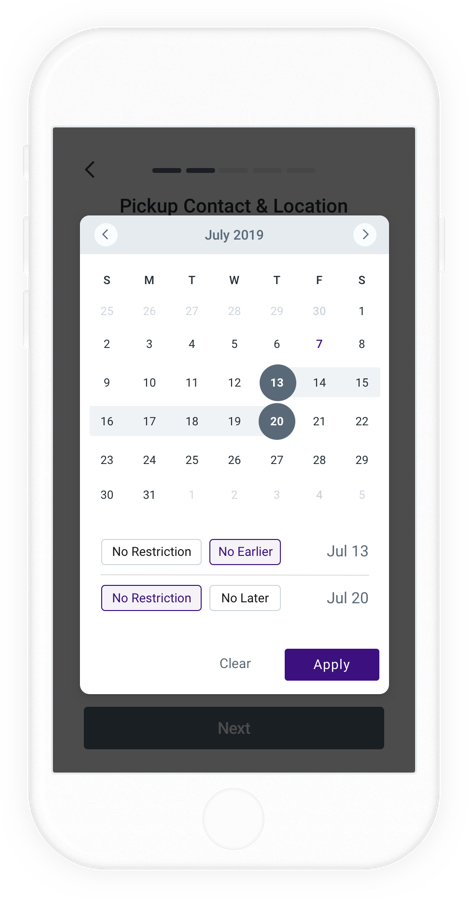 Pickup Contact & Location
July 2019
S M T W T F S
25 26 27 28 29 30 1
2 3 4 5 6 7 8
9 10 11 12 13 14 15
16 17 18 19 20 21 22
23 24 25 26 27 28 29
30 31 1 2 3 4 5
No Restriction No Earlier Jul 13
No Restriction No Later Jul 20
Clear Apply
Next